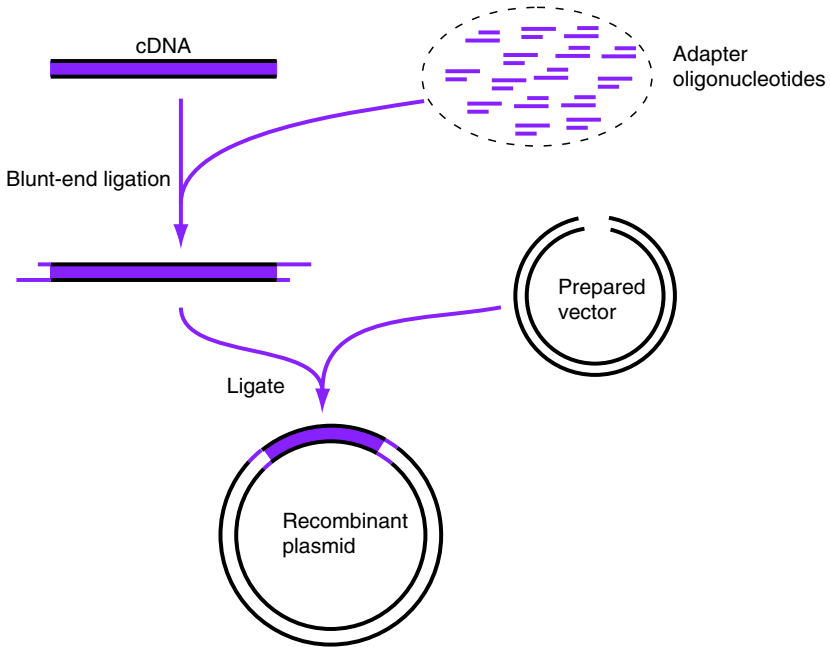 cDNA
Adapter
oligonucleotides
Blunt-end ligation
Prepared
vector
Ligate
Recombinant
plasmid